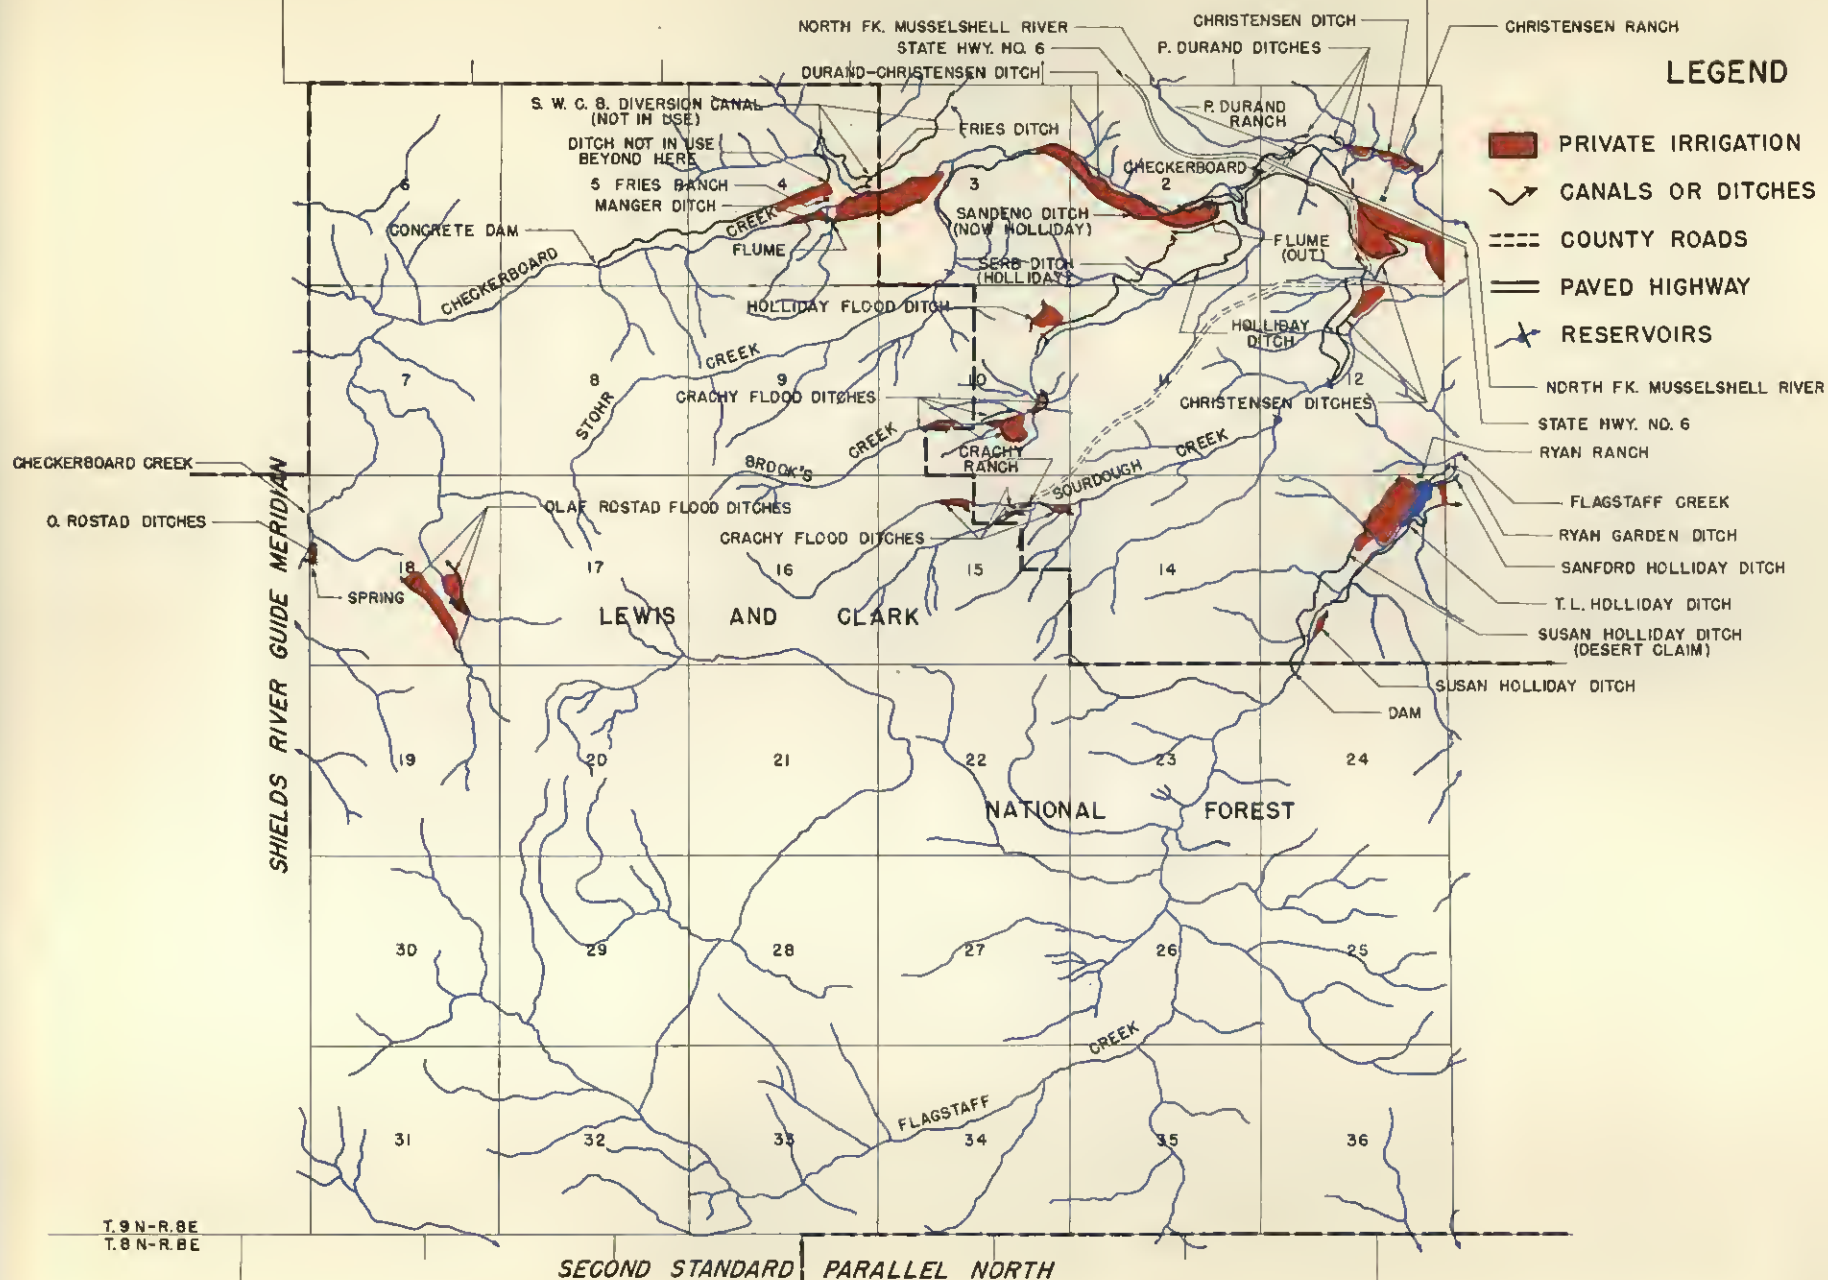 NORTH FK. MUSSELSHELL RIVER
CHRISTENSEN DITCH
CHRISTENSEN RANCH
STATE HWY. NO. 6
P. DURAND DITCHES
DURAND-CHRISTENSEN DITCH
LEGEND
S. W. C. B. DIVERSION CANAL
(NOT IN USE)
P. DURAND
RANCH
FRIES DITCH
DITCH NOT IN USE
BEYOND HERE
PRIVATE IRRIGATION
CHECKERBOARD
6
5
FRIES RANCH
4
3
2
1
CANALS OR DITCHES
MANGER DITCH
CREEK
SANDENO DITCH
(NOW HOLLIDAY)
CONCRETE DAM
FLUME
FLUME
(OUT)
COUNTY ROADS
CHECKERBOARD
SERB DITCH
(HOLLIDAY)
PAVED HIGHWAY
HOLLIDAY FLOOD DITCH
HOLLIDAY
DITCH
RESERVOIRS
CREEK
STOHR
7
8
9
10
11
12
NORTH FK. MUSSELSHELL RIVER
CRACHY FLOOD DITCHES
CHRISTENSEN DITCHES
STATE HWY. NO. 6
BROOK'S
CREEK
CRACHY
RANCH
SOURDOUGH
CREEK
RYAN RANCH
CHECKERBOARD CREEK
FLAGSTAFF CREEK
O. ROSTAD DITCHES
OLAF ROSTAD FLOOD DITCHES
CRACHY FLOOD DITCHES
RYAN GARDEN DITCH
18
17
16
15
14
SANFORD HOLLIDAY DITCH
SPRING
T. L. HOLLIDAY DITCH
LEWIS AND CLARK
SUSAN HOLLIDAY DITCH
(DESERT CLAIM)
SUSAN HOLLIDAY DITCH
DAM
SHIELDS RIVER GUIDE MERIDIAN
19
20
21
22
23
24
NATIONAL FOREST
30
29
28
27
26
25
CREEK
FLAGSTAFF
31
32
33
34
35
36
T. 9 N-R. 8E
T. 8 N-R. 8E
SECOND STANDARD PARALLEL NORTH